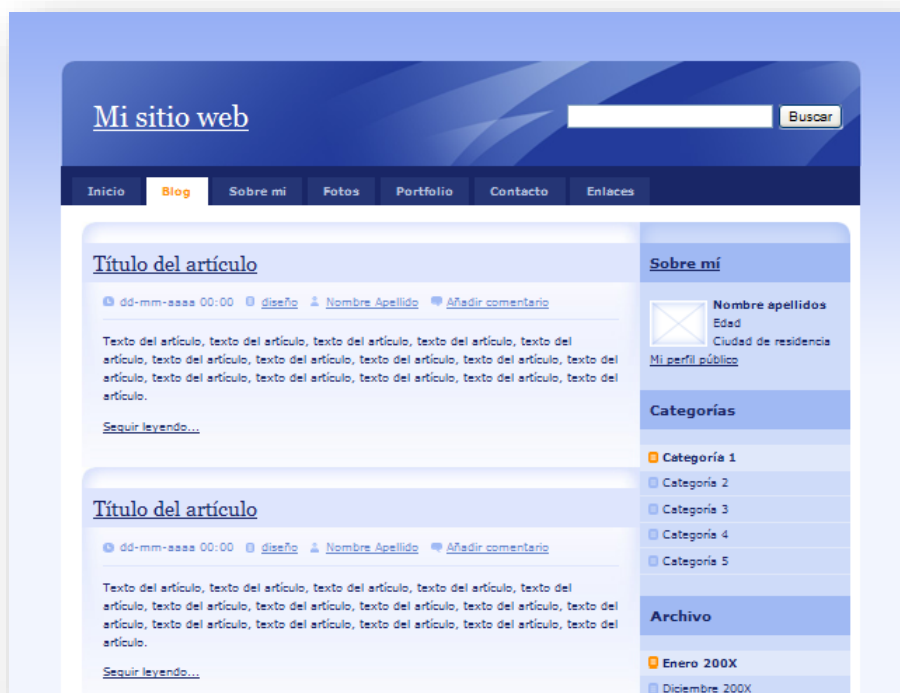 Mi sitio web
Buscar
Inicio Blog Sobre mi Fotos Portfolio Contacto Enlaces
Título del artículo
dd-mm-aaaa 00:00 diseño Nombre Apellido Añadir comentario
Texto del artículo, texto del artículo, texto del artículo, texto del artículo, texto del
artículo, texto del artículo, texto del artículo, texto del artículo, texto del artículo, texto del
artículo, texto del artículo, texto del artículo, texto del artículo, texto del artículo, texto del
artículo.
Seguir leyendo...
Título del artículo
dd-mm-aaaa 00:00 diseño Nombre Apellido Añadir comentario
Texto del artículo, texto del artículo, texto del artículo, texto del artículo, texto del
artículo, texto del artículo, texto del artículo, texto del artículo, texto del artículo, texto del
artículo, texto del artículo, texto del artículo, texto del artículo, texto del artículo, texto del
artículo.
Seguir leyendo...
Sobre mí
Nombre apellidos
Edad
Ciudad de residencia
Mi perfil público
Categorías
Categoría 1
Categoría 2
Categoría 3
Categoría 4
Categoría 5
Archivo
Enero 200X
Diciembre 200X